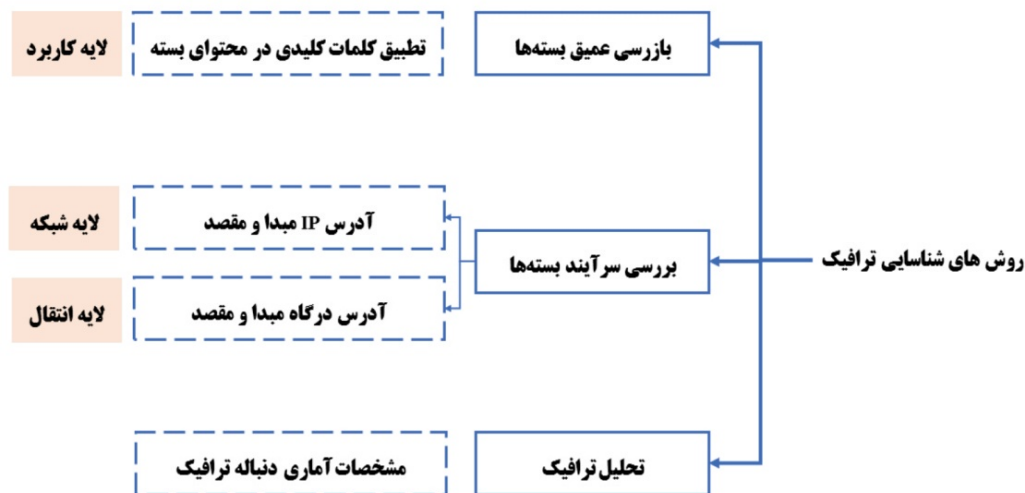 روش های شناسایی ترافیک
بازرسی عمیق بسته‌ها
تطبیق کلمات کلیدی در محتوای بسته
لایه کاربرد
بررسی سرآیند بسته‌ها
آدرس IP مبدا و مقصد
لایه شبکه
آدرس درگاه مبدا و مقصد
لایه انتقال
تحلیل ترافیک
مشخصات آماری دنباله ترافیک